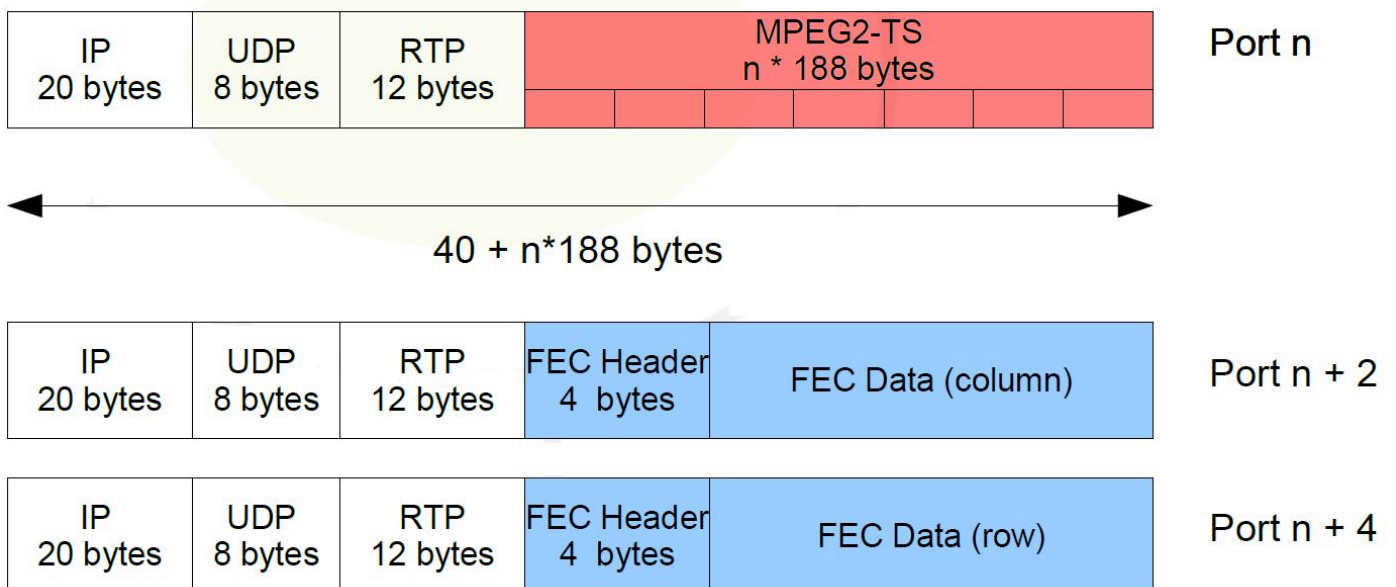 IP
20 bytes
UDP
8 bytes
RTP
12 bytes
MPEG2-TS
n * 188 bytes
Port n
40 + n*188 bytes
IP
20 bytes
UDP
8 bytes
RTP
12 bytes
FEC Header
4 bytes
FEC Data (column)
Port n + 2
IP
20 bytes
UDP
8 bytes
RTP
12 bytes
FEC Header
4 bytes
FEC Data (row)
Port n + 4